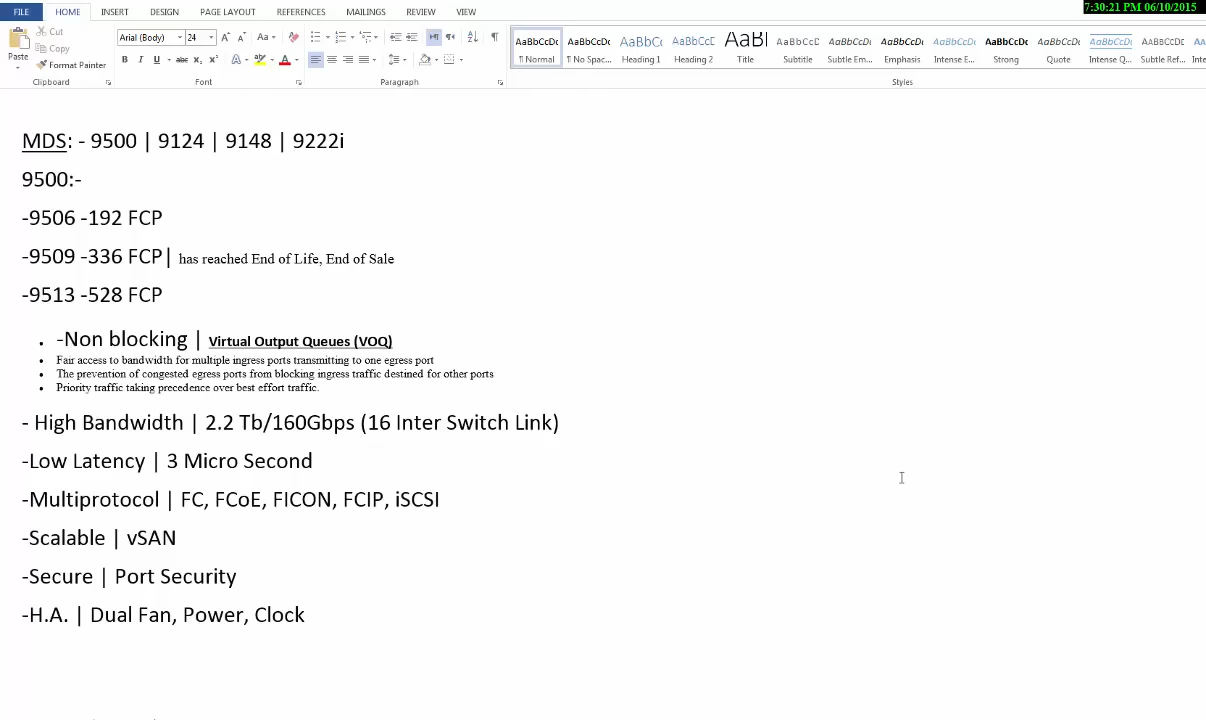 7:30:21 PM 06/10/2015
FILE HOME INSERT DESIGN PAGE LAYOUT REFERENCES MAILINGS REVIEW VIEW
Paste Cut Copy Format Painter
Arial (Body) 24
AaBbCcDc AaBbCcDc AaBbCc AaBbCcD AaBl AaBbCcD AaBbCcDc AaBbCcDc AaBbCcDc AaBbCcDc AaBbCcDc AaBbCcDc AABBCCDC
¶ Normal ¶ No Spac... Heading 1 Heading 2 Title Subtitle Subtle Em... Emphasis Intense E... Strong Quote Intense Q... Subtle Ref...
Clipboard Font Paragraph Styles
MDS: - 9500 | 9124 | 9148 | 9222i
9500:-
-9506 -192 FCP
-9509 -336 FCP| has reached End of Life, End of Sale
-9513 -528 FCP
• -Non blocking | Virtual Output Queues (VOQ)
• Fair access to bandwidth for multiple ingress ports transmitting to one egress port
• The prevention of congested egress ports from blocking ingress traffic destined for other ports
• Priority traffic taking precedence over best effort traffic.
- High Bandwidth | 2.2 Tb/160Gbps (16 Inter Switch Link)
-Low Latency | 3 Micro Second
-Multiprotocol | FC, FCoE, FICON, FCIP, iSCSI
-Scalable | vSAN
-Secure | Port Security
-H.A. | Dual Fan, Power, Clock